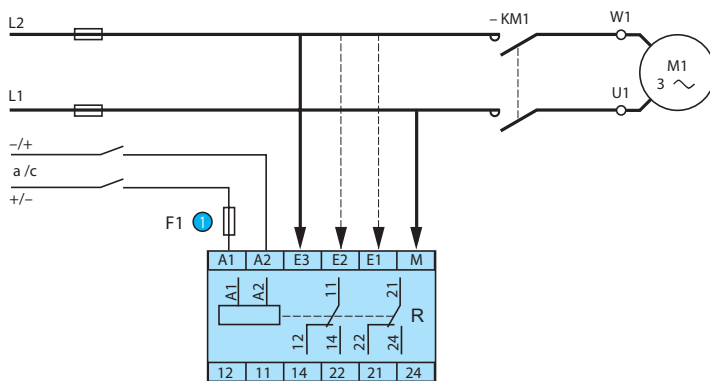 L2
– KM1
W1
M1
3
U1
L1
–/+
a /c
+/–
F1
1
A1 A2 E3 E2 E1 M
A1
A2
11
21
R
12
14
22
24
12 11 14 22 21 24